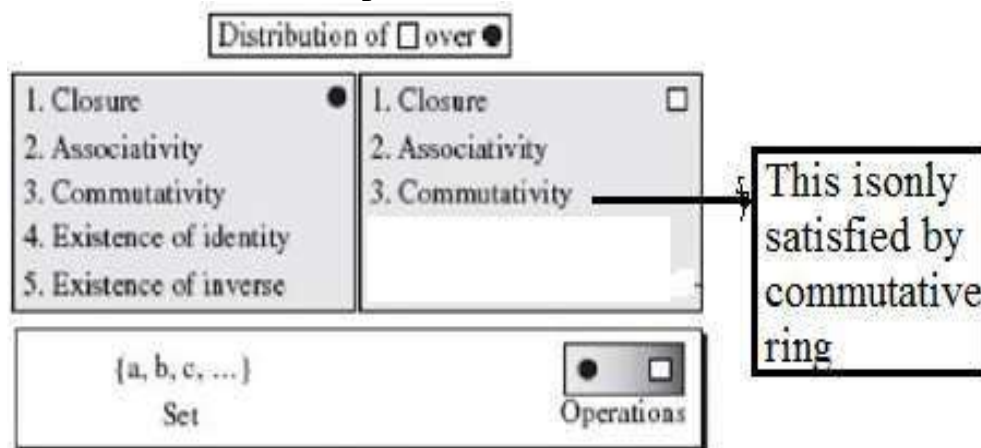 Distribution of □ over ●
1. Closure ●
2. Associativity
3. Commutativity
4. Existence of identity
5. Existence of inverse
1. Closure □
2. Associativity
3. Commutativity
This isonly
satisfied by
commutative
ring
{a, b, c, …}
Set
● □
Operations